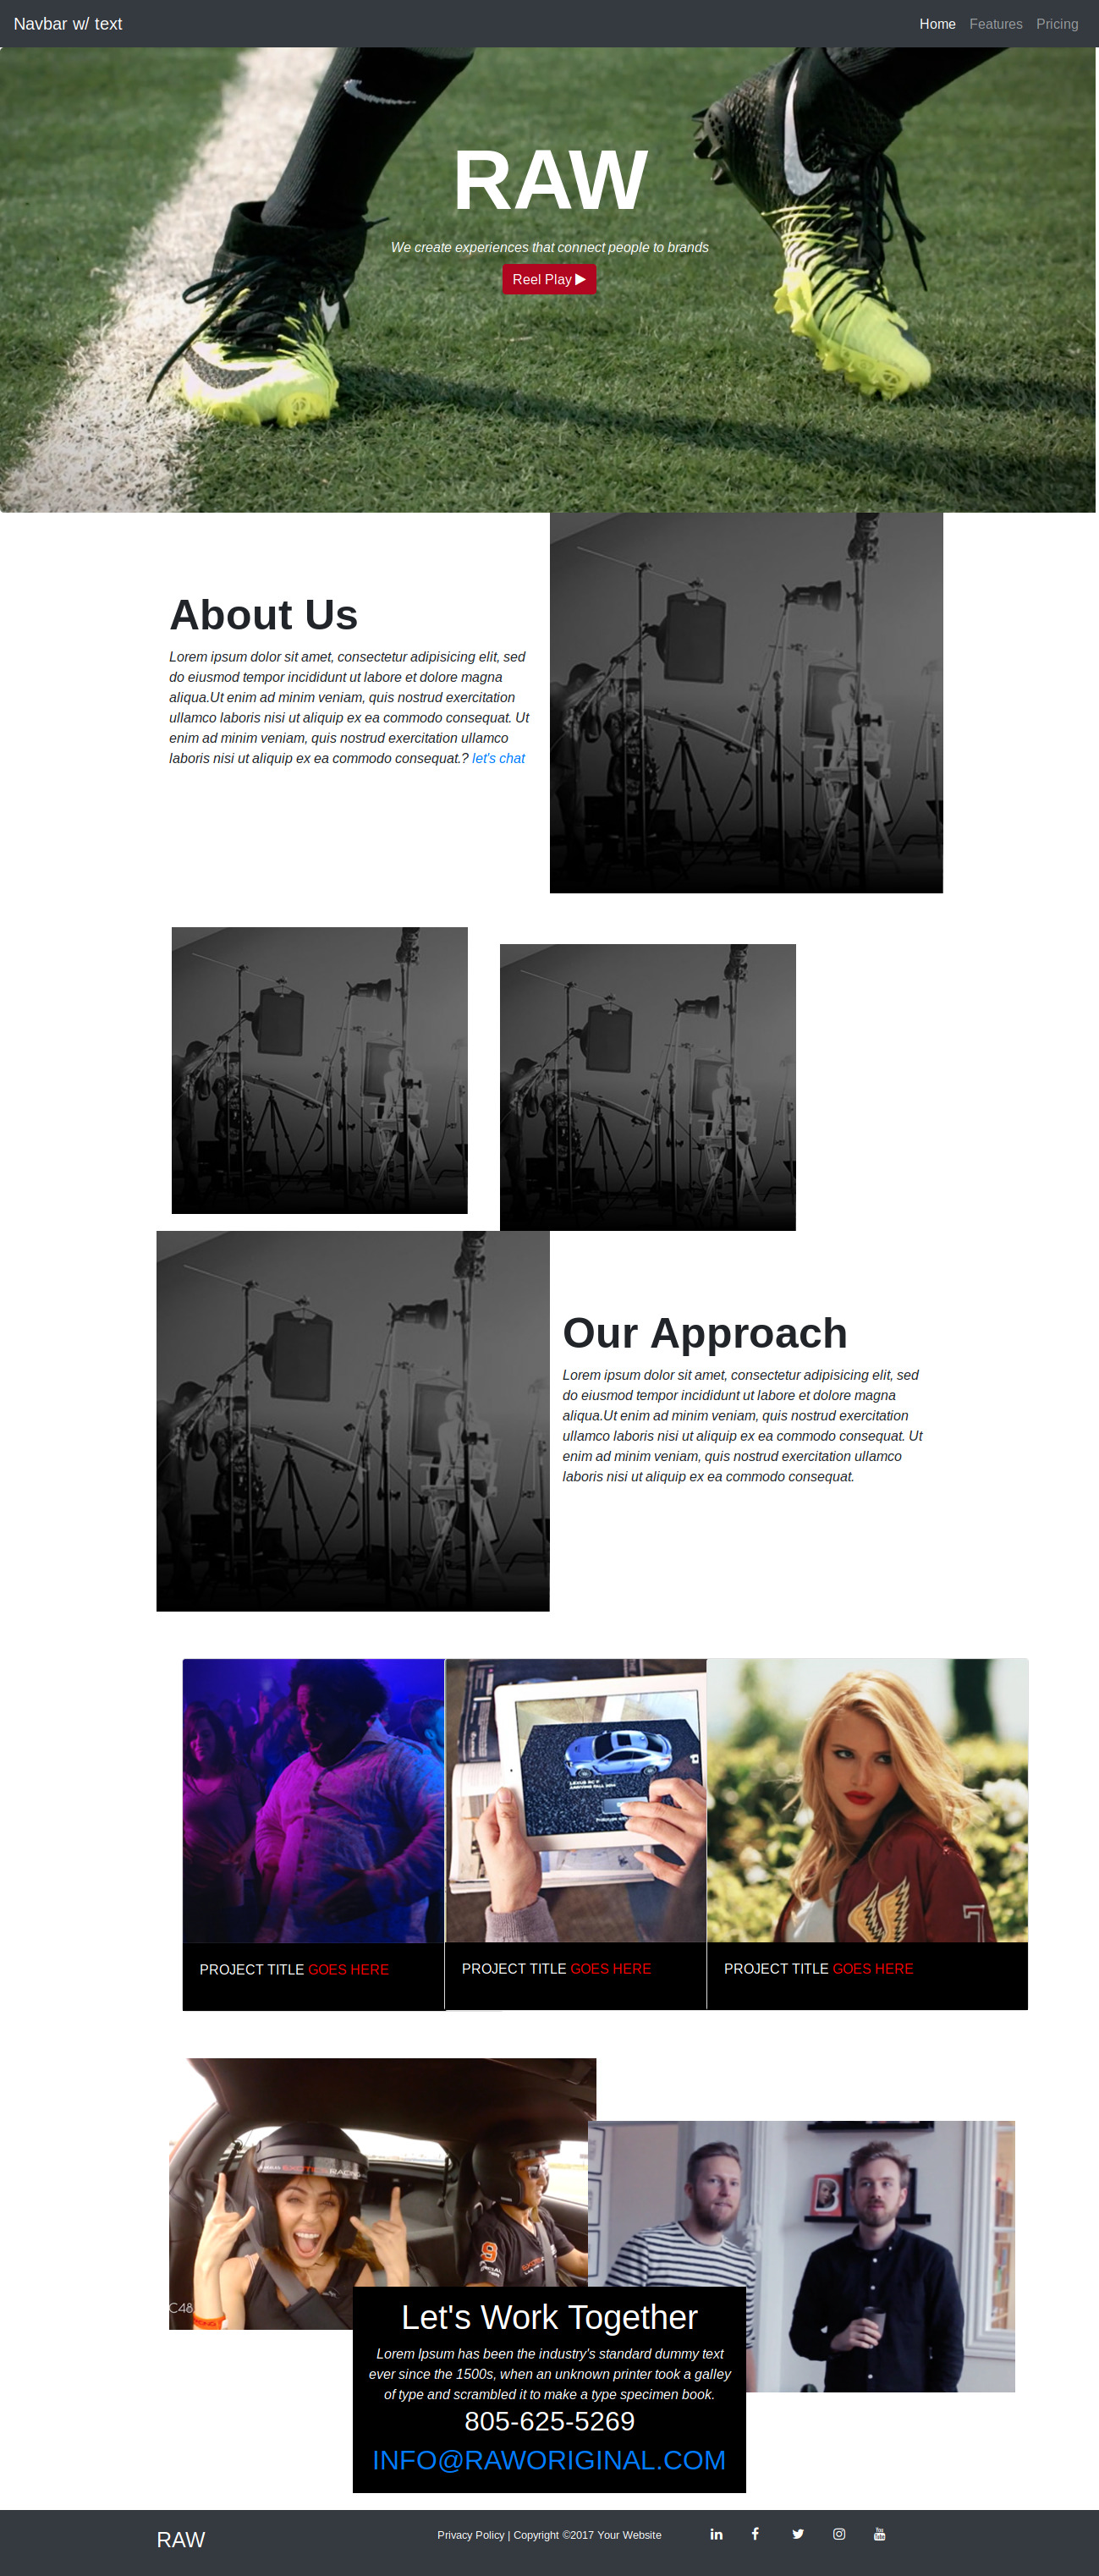 Navbar w/ text
Home Features Pricing
RAW
We create experiences that connect people to brands
Reel Play
About Us
Lorem ipsum dolor sit amet, consectetur adipisicing elit, sed
do eiusmod tempor incididunt ut labore et dolore magna
aliqua.Ut enim ad minim veniam, quis nostrud exercitation
ullamco laboris nisi ut aliquip ex ea commodo consequat. Ut
enim ad minim veniam, quis nostrud exercitation ullamco
laboris nisi ut aliquip ex ea commodo consequat.? let's chat
Our Approach
Lorem ipsum dolor sit amet, consectetur adipisicing elit, sed
do eiusmod tempor incididunt ut labore et dolore magna
aliqua.Ut enim ad minim veniam, quis nostrud exercitation
ullamco laboris nisi ut aliquip ex ea commodo consequat. Ut
enim ad minim veniam, quis nostrud exercitation ullamco
laboris nisi ut aliquip ex ea commodo consequat.
PROJECT TITLE GOES HERE
PROJECT TITLE GOES HERE
PROJECT TITLE GOES HERE
RACING
C48
Let's Work Together
Lorem Ipsum has been the industry's standard dummy text
ever since the 1500s, when an unknown printer took a galley
of type and scrambled it to make a type specimen book.
805-625-5269
INFO@RAWORIGINAL.COM
RAW
Privacy Policy | Copyright ©2017 Your Website